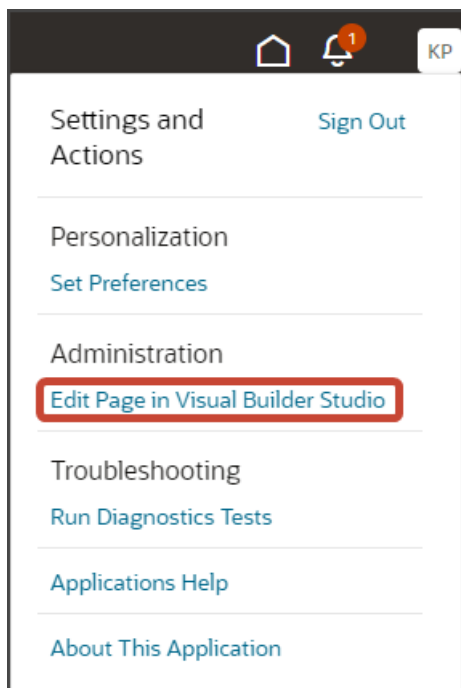 1
KP
Settings and
Actions
Sign Out
Personalization
Set Preferences
Administration
Edit Page in Visual Builder Studio
Troubleshooting
Run Diagnostics Tests
Applications Help
About This Application